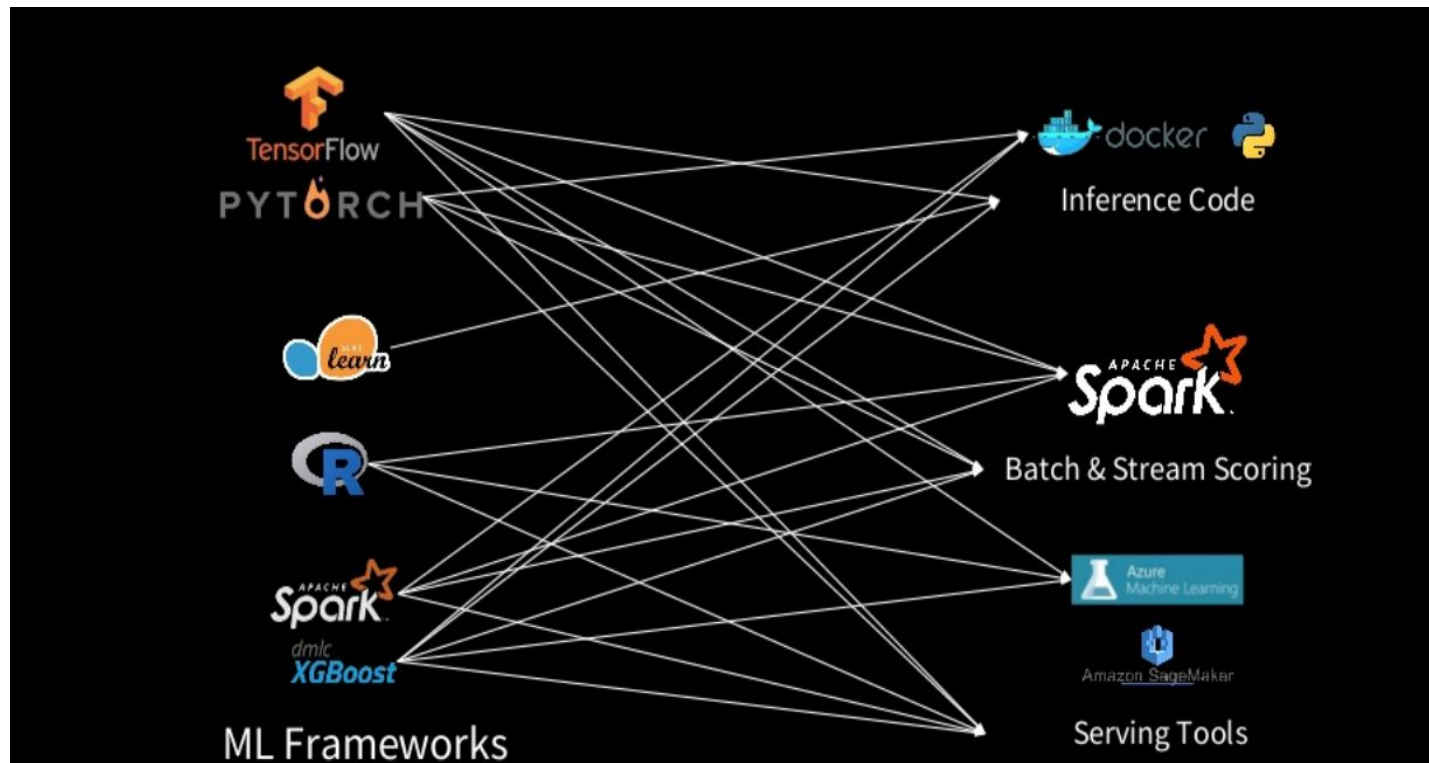 TensorFlow
PYTORCH
learn
R
APACHE
Spark
dmlc
XGBoost
ML Frameworks
docker
Inference Code
APACHE
Spark
Batch & Stream Scoring
Azure
Machine Learning
Amazon SageMaker
Serving Tools